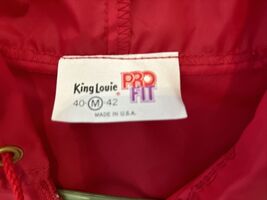 King Louie PRO
FIT
40-M-42
MADE IN U.S.A.